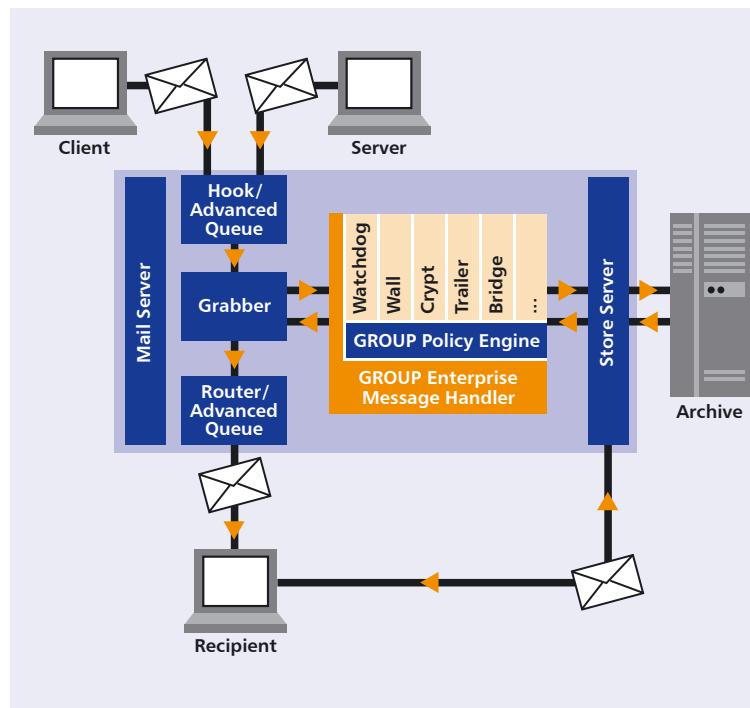 Client
Server
Hook/
Advanced
Queue
Mail Server
Grabber
Router/
Advanced
Queue
Watchdog
Wall
Crypt
Trailer
Bridge
...
GROUP Policy Engine
GROUP Enterprise
Message Handler
Store Server
Archive
Recipient